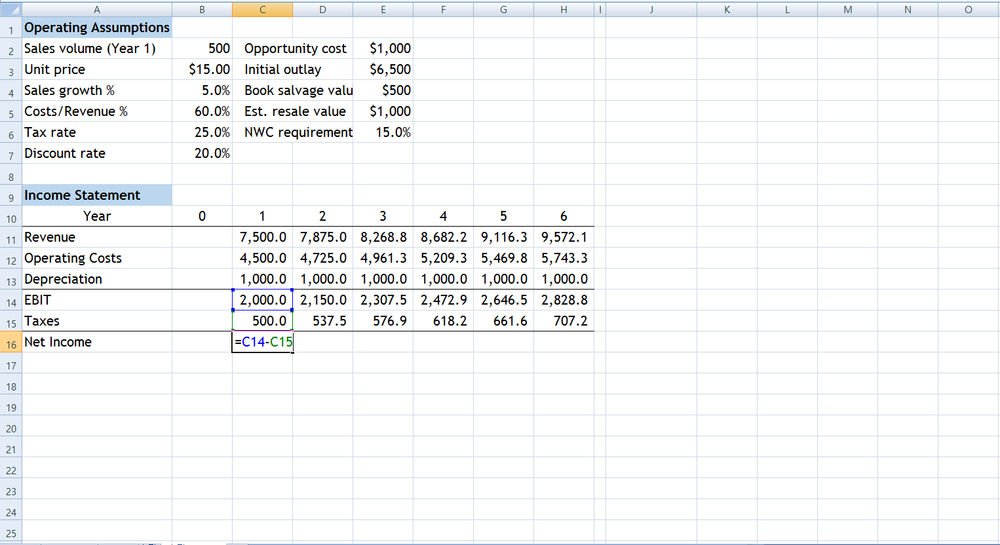 A B C D E F G H I J K L M N O
1 Operating Assumptions
2 Sales volume (Year 1) 500 Opportunity cost $1,000
3 Unit price $15.00 Initial outlay $6,500
4 Sales growth % 5.0% Book salvage valu $500
5 Costs/Revenue % 60.0% Est. resale value $1,000
6 Tax rate 25.0% NWC requirement 15.0%
7 Discount rate 20.0%
8
9 Income Statement
10 Year 0 1 2 3 4 5 6
11 Revenue 7,500.0 7,875.0 8,268.8 8,682.2 9,116.3 9,572.1
12 Operating Costs 4,500.0 4,725.0 4,961.3 5,209.3 5,469.8 5,743.3
13 Depreciation 1,000.0 1,000.0 1,000.0 1,000.0 1,000.0 1,000.0
14 EBIT 2,000.0 2,150.0 2,307.5 2,472.9 2,646.5 2,828.8
15 Taxes 500.0 537.5 576.9 618.2 661.6 707.2
16 Net Income =C14-C15
17
18
19
20
21
22
23
24
25